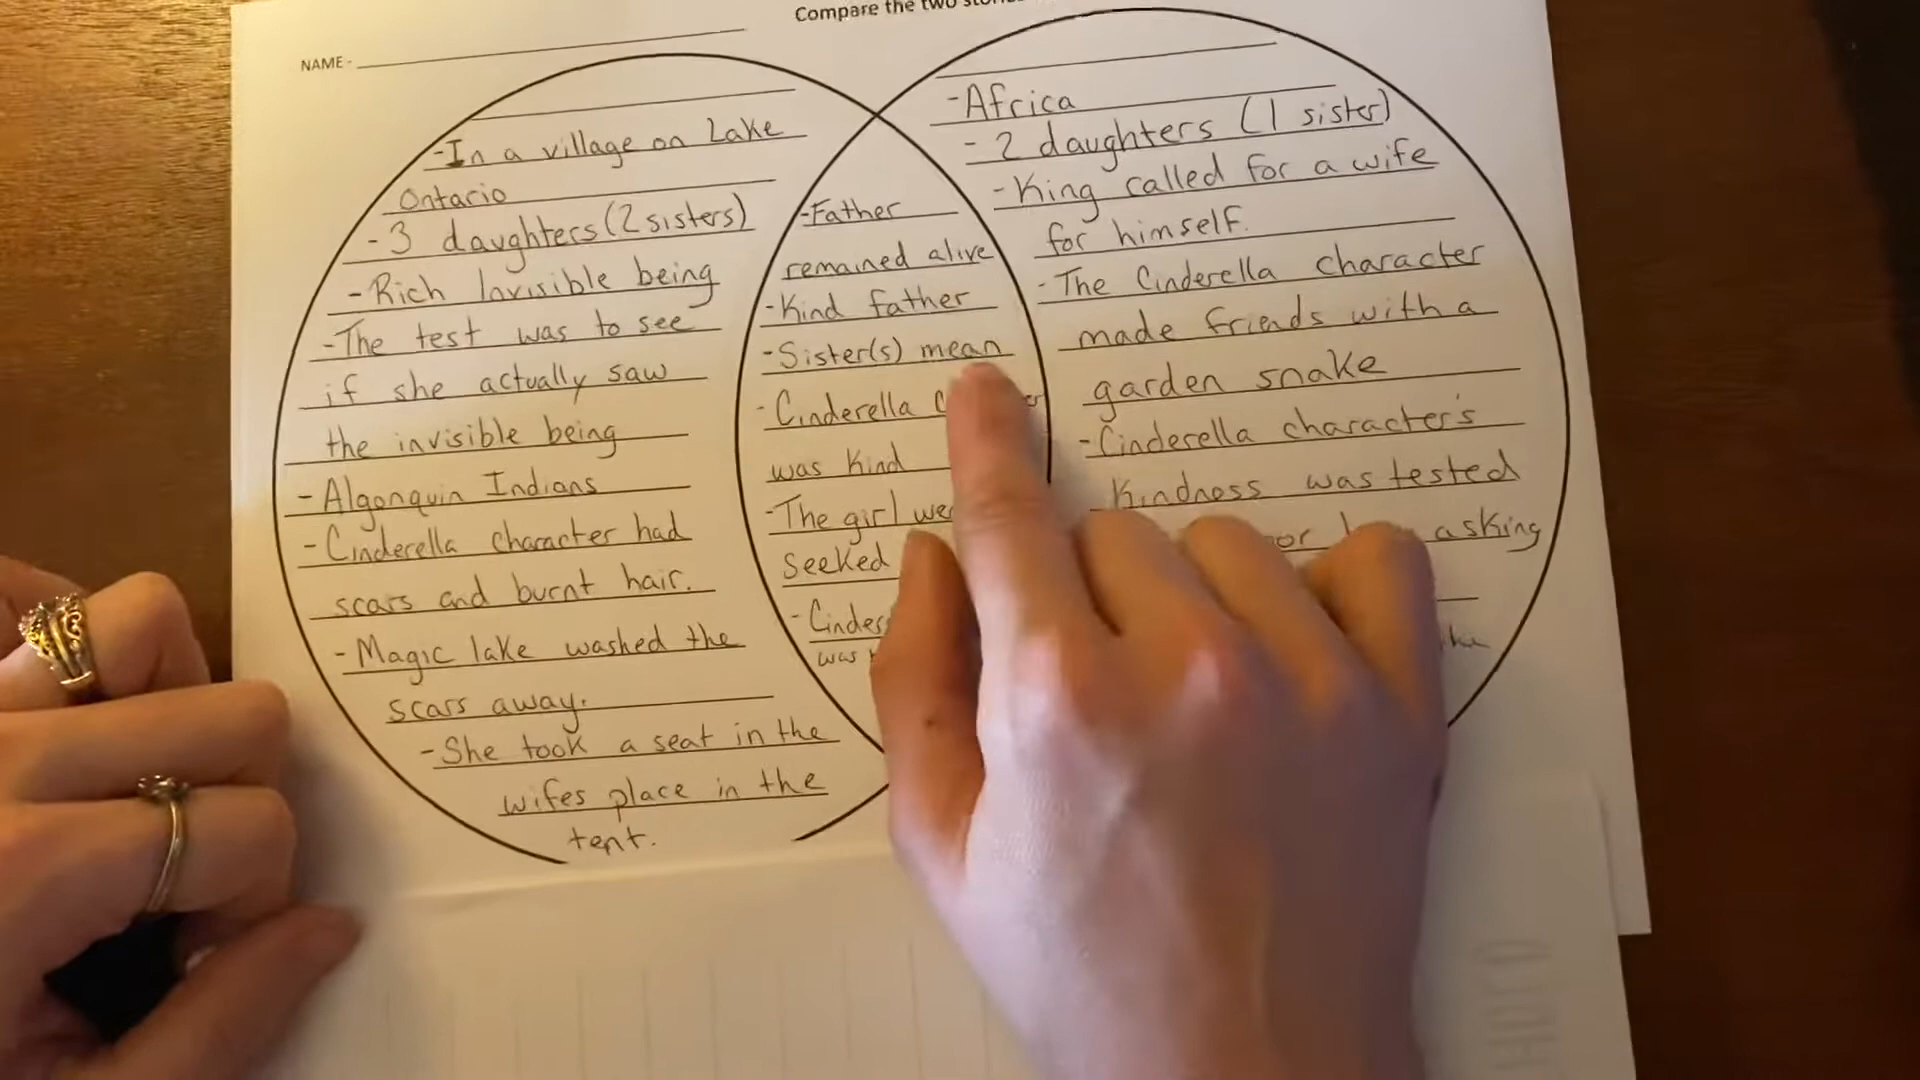 Compare the two
NAME-
-In a village on Lake
Ontario
-3 daughters (2 sisters)
-Rich Invisible being
-The test was to see
if she actually saw
the invisible being
-Algonquin Indians
-Cinderella character had
scars and burnt hair.
-Magic lake washed the
scars away.
-She took a seat in the
wifes place in the
tent.
-Father
remained alive
-Kind father
-Sister(s) mean
-Cinderella
was kind
-The girl
seeked
was
-Africa
-2 daughters (1 sister)
-King called for a wife
for himself.
-The Cinderella character
made friends with a
garden snake
-Cinderella character's
kindness was tested
asking